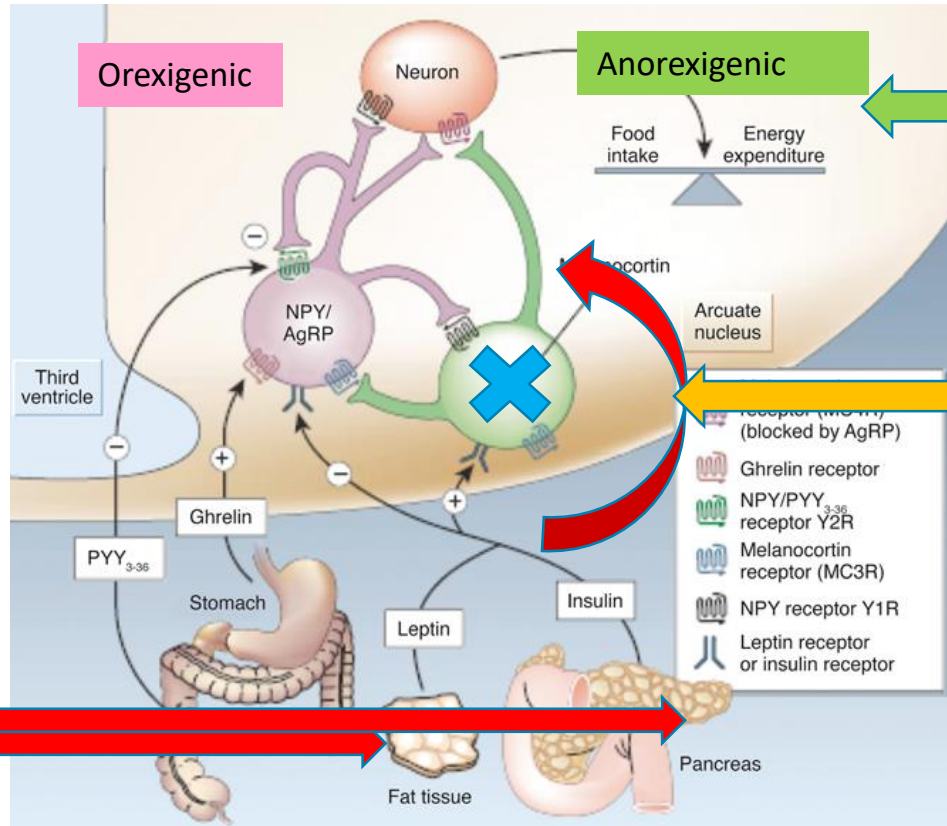 Orexigenic
Neuron
Anorexigenic
Food
intake
Energy
expenditure
−
NPY/
AgRP
Arcuate
nucleus
Third
ventricle
−
+
−
+
Ghrelin
PYY3-36
Stomach
Leptin
Insulin
Fat tissue
Pancreas
(blocked by AgRP)
Ghrelin receptor
NPY/PYY3-36
receptor Y2R
Melanocortin
receptor (MC3R)
NPY receptor Y1R
Leptin receptor
or insulin receptor